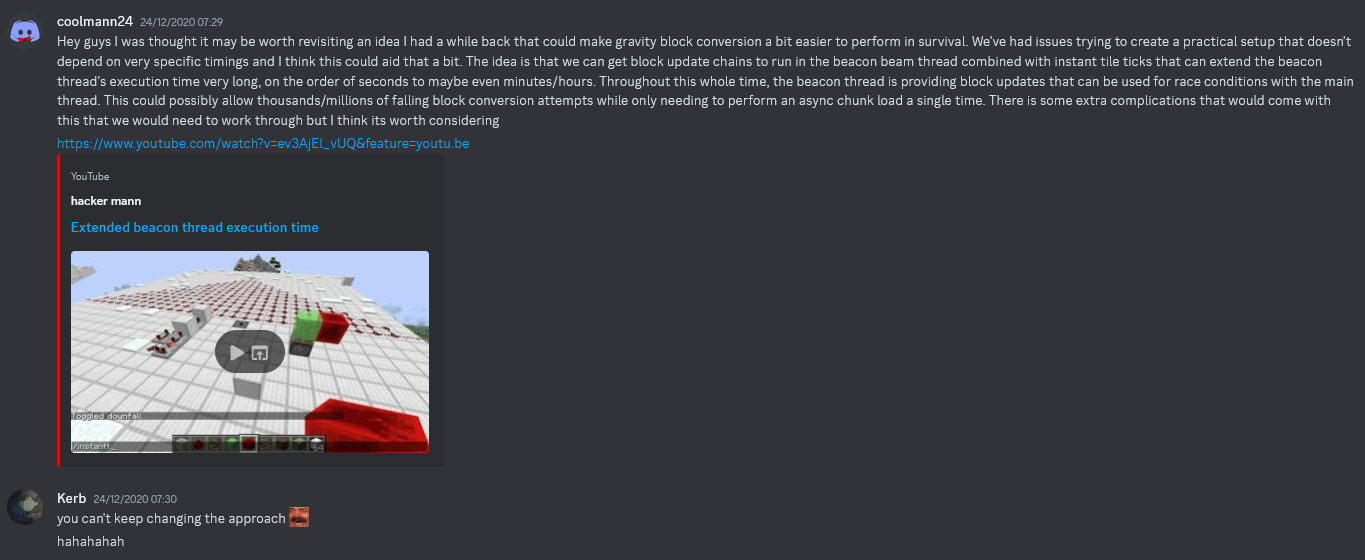 coolmann24 24/12/2020 07:29
Hey guys I was thought it may be worth revisiting an idea I had a while back that could make gravity block conversion a bit easier to perform in survival. We've had issues trying to create a practical setup that doesn't
depend on very specific timings and I think this could aid that a bit. The idea is that we can get block update chains to run in the beacon beam thread combined with instant tile ticks that can extend the beacon
thread's execution time very long, on the order of seconds to maybe even minutes/hours. Throughout this whole time, the beacon thread is providing block updates that can be used for race conditions with the main
thread. This could possibly allow thousands/millions of falling block conversion attempts while only needing to perform an async chunk load a single time. There is some extra complications that would come with
this that we would need to work through but I think its worth considering
https://www.youtube.com/watch?v=ev3AjEl_vUQ&feature=youtu.be
YouTube
hacker mann
Extended beacon thread execution time
Toggled downfall
/instantt_
Kerb 24/12/2020 07:30
you can't keep changing the approach
hahahahah